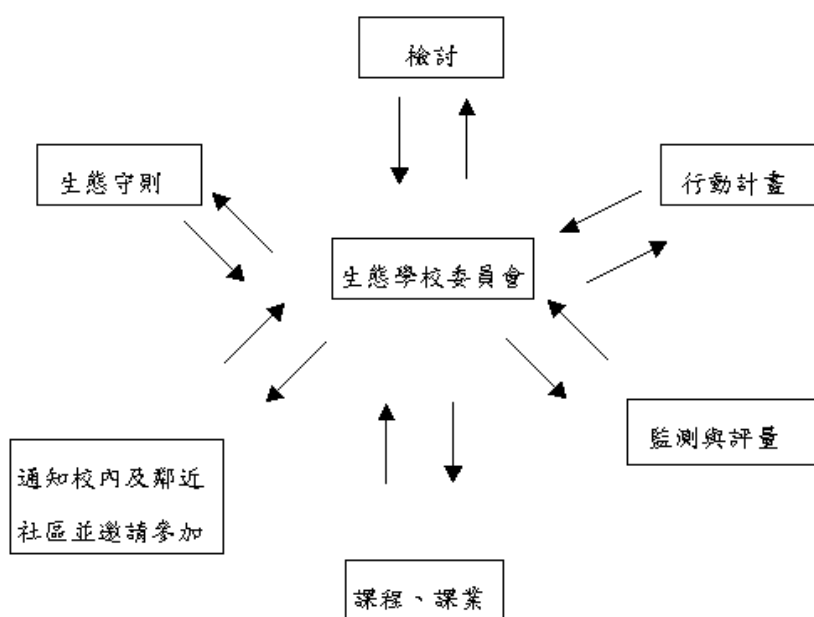 檢討
生態守則
行動計畫
生態學校委員會
監測與評量
通知校內及鄰近
社區並邀請參加
課程、課業